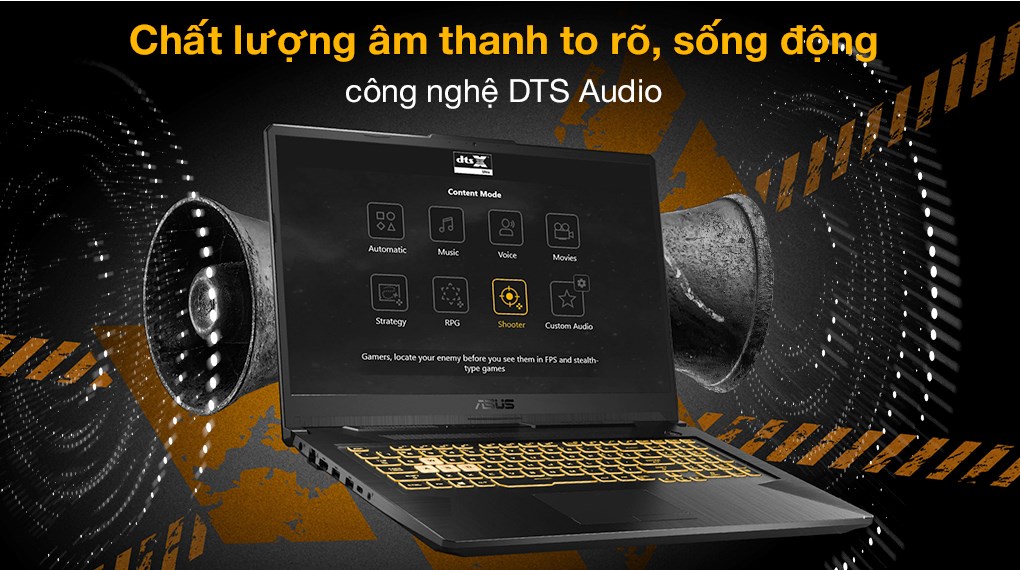 Chất lượng âm thanh to rõ, sống động
công nghệ DTS Audio
dts X
Content Mode
Automatic Music Voice Movies
Strategy RPG Shooter Custom Audio
Gamers, locate your enemy before you see them in FPS and stealth-
type games
ASUS